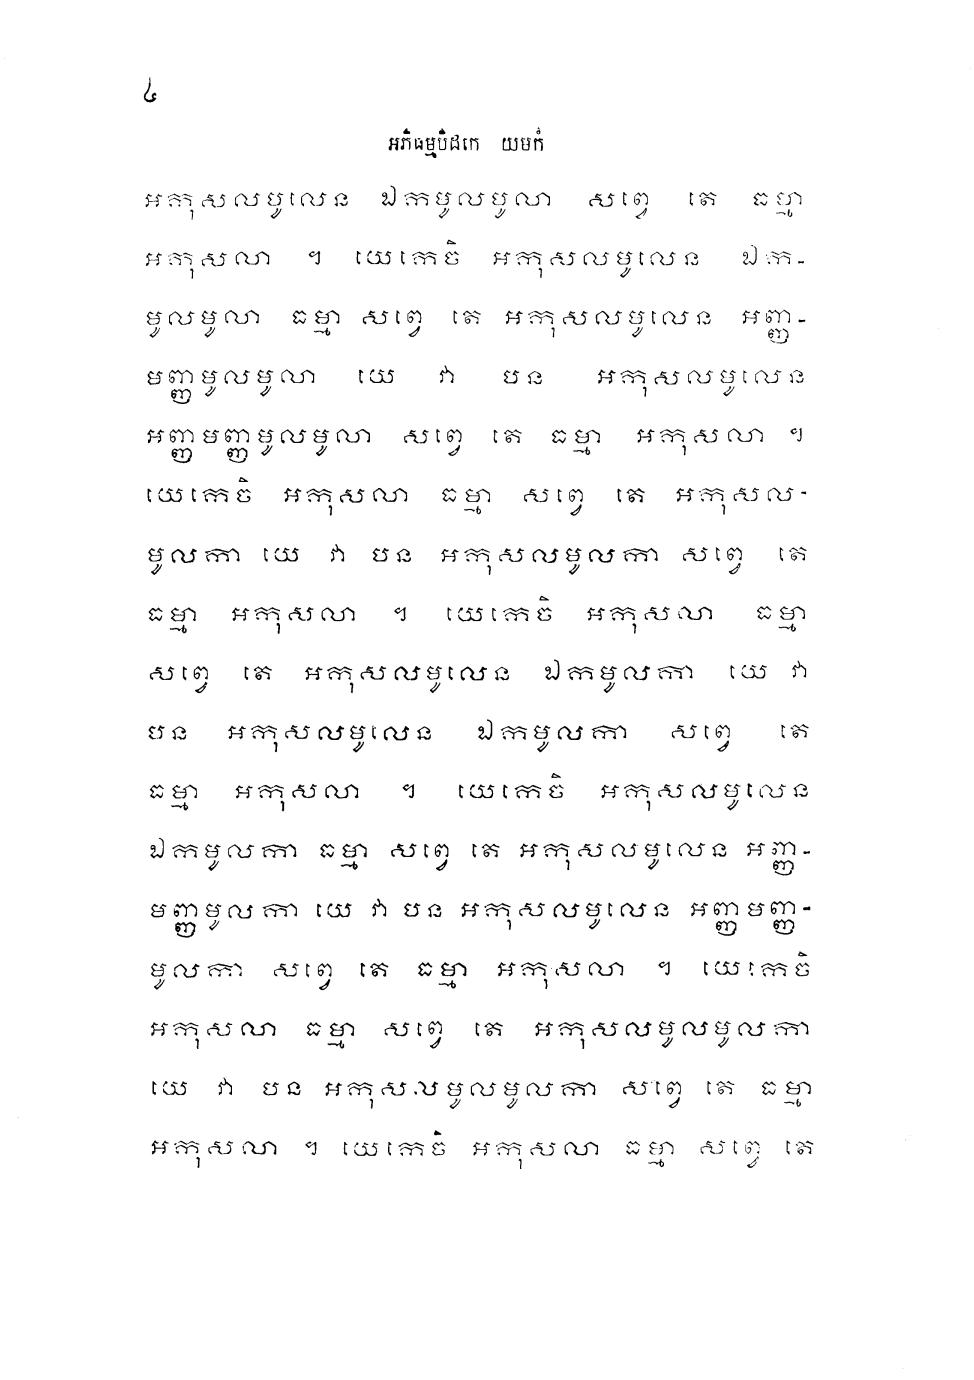 ៤
អភិធម្មបិដកេ យមកំ
អកុសលមូលេន ឯកមូលមូលា សព្វេ តេ ធម្មា
អកុសលា ។ យេកេចិ អកុសលមូលេន ឯក-
មូលមូលា ធម្មា សព្វេ តេ អកុសលមូលេន អញ្ញ-
មញ្ញមូលមូលា យេ វា បន អកុសលមូលេន
អញ្ញមញ្ញមូលមូលា សព្វេ តេ ធម្មា អកុសលា ។
យេកេចិ អកុសលា ធម្មា សព្វេ តេ អកុសល-
មូលកា យេ វា បន អកុសលមូលកា សព្វេ តេ
ធម្មា អកុសលា ។ យេកេចិ អកុសលា ធម្មា
សព្វេ តេ អកុសលមូលេន ឯកមូលកា យេ វា
បន អកុសលមូលេន ឯកមូលកា សព្វេ តេ
ធម្មា អកុសលា ។ យេកេចិ អកុសលមូលេន
ឯកមូលកា ធម្មា សព្វេ តេ អកុសលមូលេន អញ្ញ-
មញ្ញមូលកា យេ វា បន អកុសលមូលេន អញ្ញមញ្ញ-
មូលកា សព្វេ តេ ធម្មា អកុសលា ។ យេកេចិ
អកុសលា ធម្មា សព្វេ តេ អកុសលមូលមូលកា
យេ វា បន អកុសលមូលមូលកា សព្វេ តេ ធម្មា
អកុសលា ។ យេកេចិ អកុសលា ធម្មា សព្វេ តេ